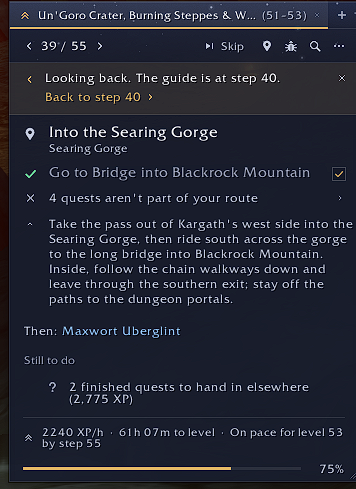 Un'Goro Crater, Burning Steppes & W... (51-53)
39 / 55
Skip
Looking back. The guide is at step 40.
Back to step 40
Into the Searing Gorge
Searing Gorge
Go to Bridge into Blackrock Mountain
4 quests aren't part of your route
Take the pass out of Kargath's west side into the
Searing Gorge, then ride south across the gorge
to the long bridge into Blackrock Mountain.
Inside, follow the chain walkways down and
leave through the southern exit; stay off the
paths to the dungeon portals.
Then: Maxwort Uberglint
Still to do
? 2 finished quests to hand in elsewhere
(2,775 XP)
2240 XP/h · 61h 07m to level · On pace for level 53
by step 55
75%